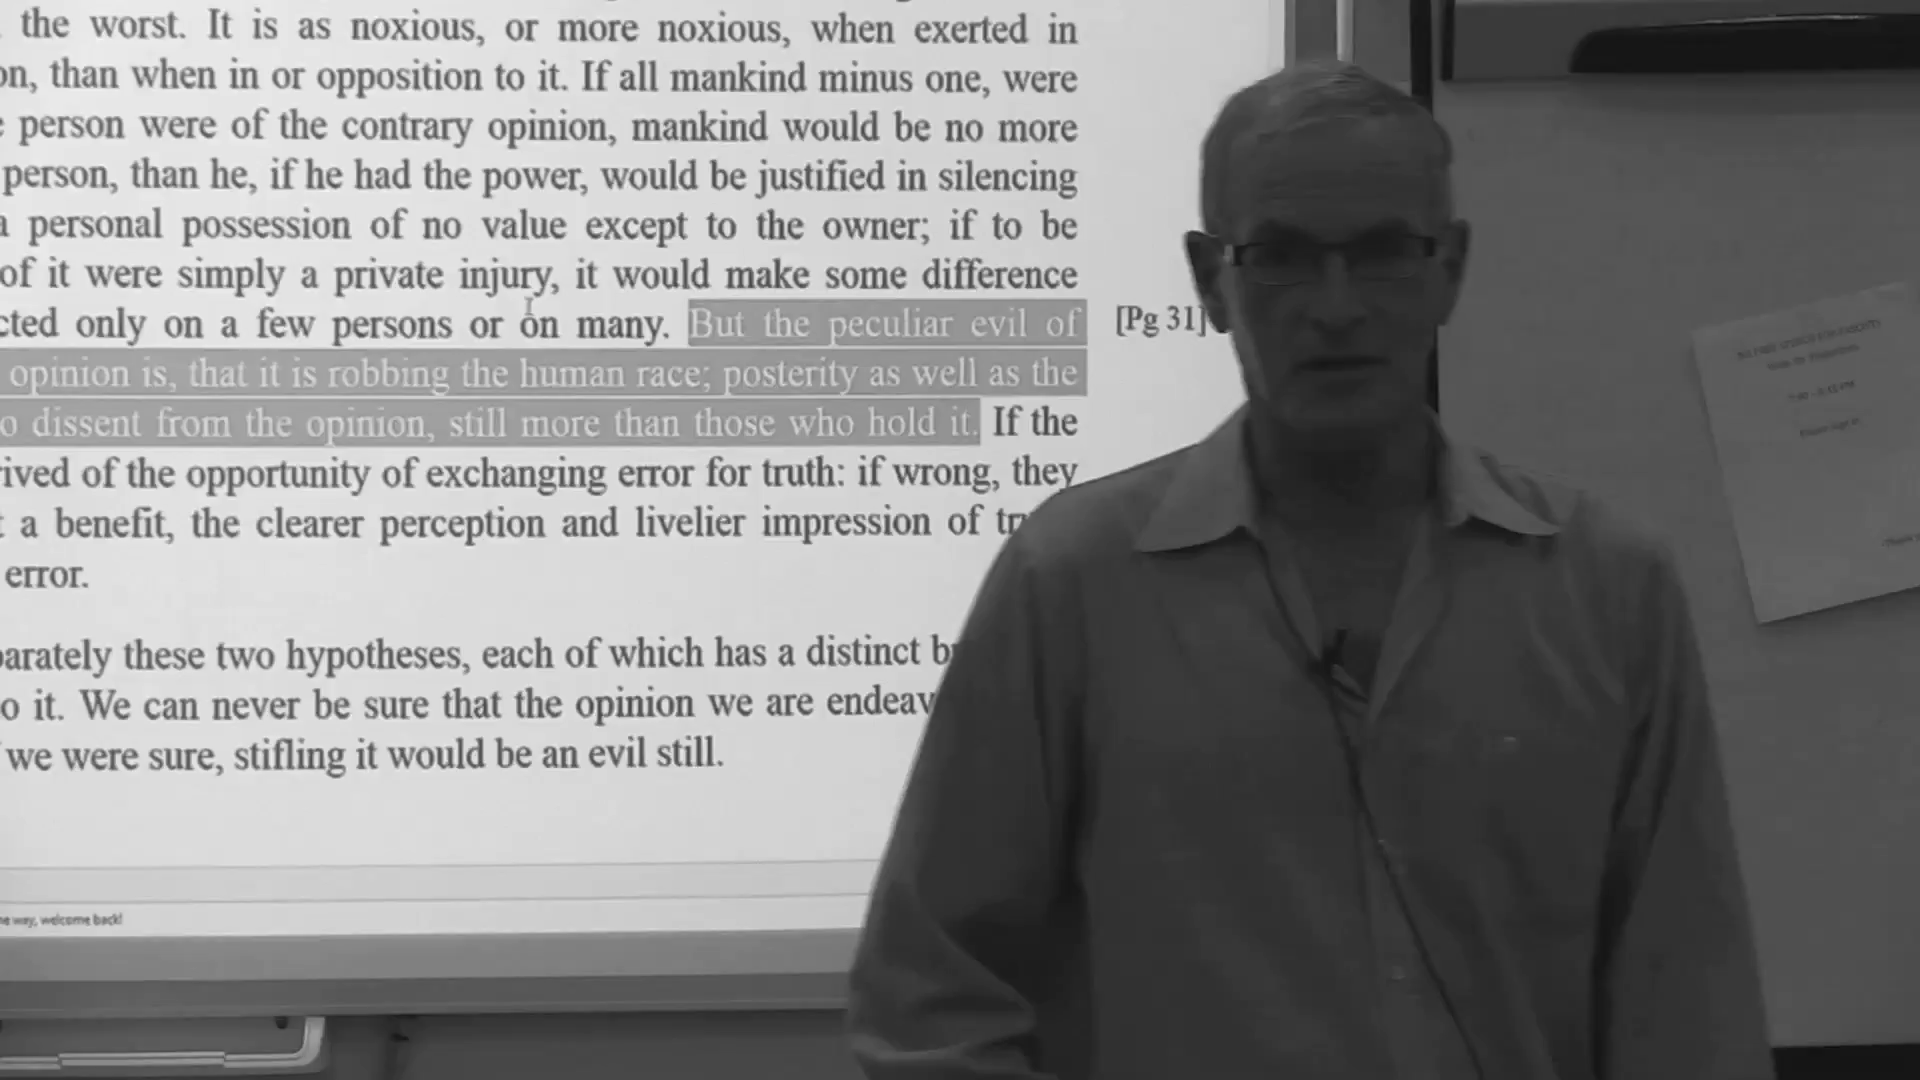 the worst. It is as noxious, or more noxious, when exerted in
on, than when in or opposition to it. If all mankind minus one, were
person were of the contrary opinion, mankind would be no more
person, than he, if he had the power, would be justified in silencing
a personal possession of no value except to the owner; if to be
of it were simply a private injury, it would make some difference
cted only on a few persons or on many. But the peculiar evil of
[Pg 31]
opinion is, that it is robbing the human race; posterity as well as the
o dissent from the opinion, still more than those who hold it. If the
ived of the opportunity of exchanging error for truth: if wrong, they
a benefit, the clearer perception and livelier impression of
error.
parately these two hypotheses, each of which has a distinct
o it. We can never be sure that the opinion we are endeav
we were sure, stifling it would be an evil still.
way, welcome back!